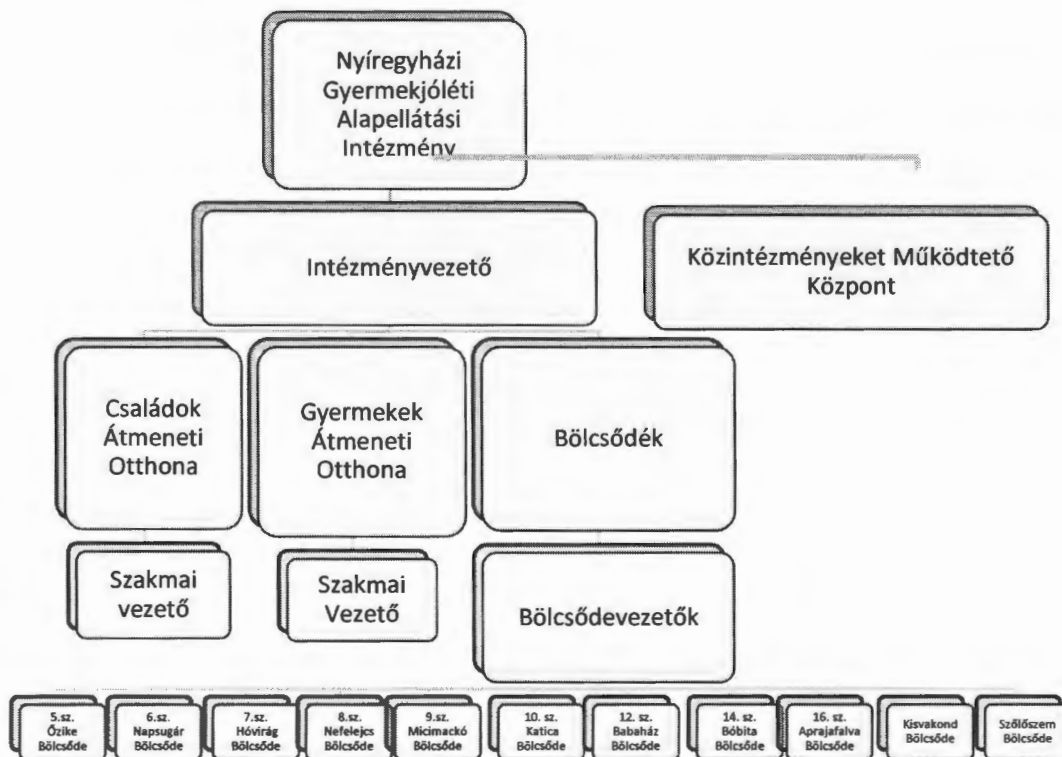 Nyíregyházi
Gyermekjóléti
Alapellátási
Intézmény
Intézményvezető
Közintézményeket Működtető
Központ
Családok
Átmeneti
Otthona
Gyermekek
Átmeneti
Otthona
Bölcsődék
Szakmai
vezető
Szakmai
Vezető
Bölcsődevezetők
5.sz.
Őzike
Bölcsőde
6.sz.
Napsugár
Bölcsőde
7.sz.
Hóvirág
Bölcsőde
8.sz.
Nefelejcs
Bölcsőde
9.sz.
Micimackó
Bölcsőde
10. sz.
Katica
Bölcsőde
12. sz.
Babaház
Bölcsőde
14. sz.
Bóbita
Bölcsőde
16. sz.
Aprajafalva
Bölcsőde
Kisvakond
Bölcsőde
Szőlőszem
Bölcsőde